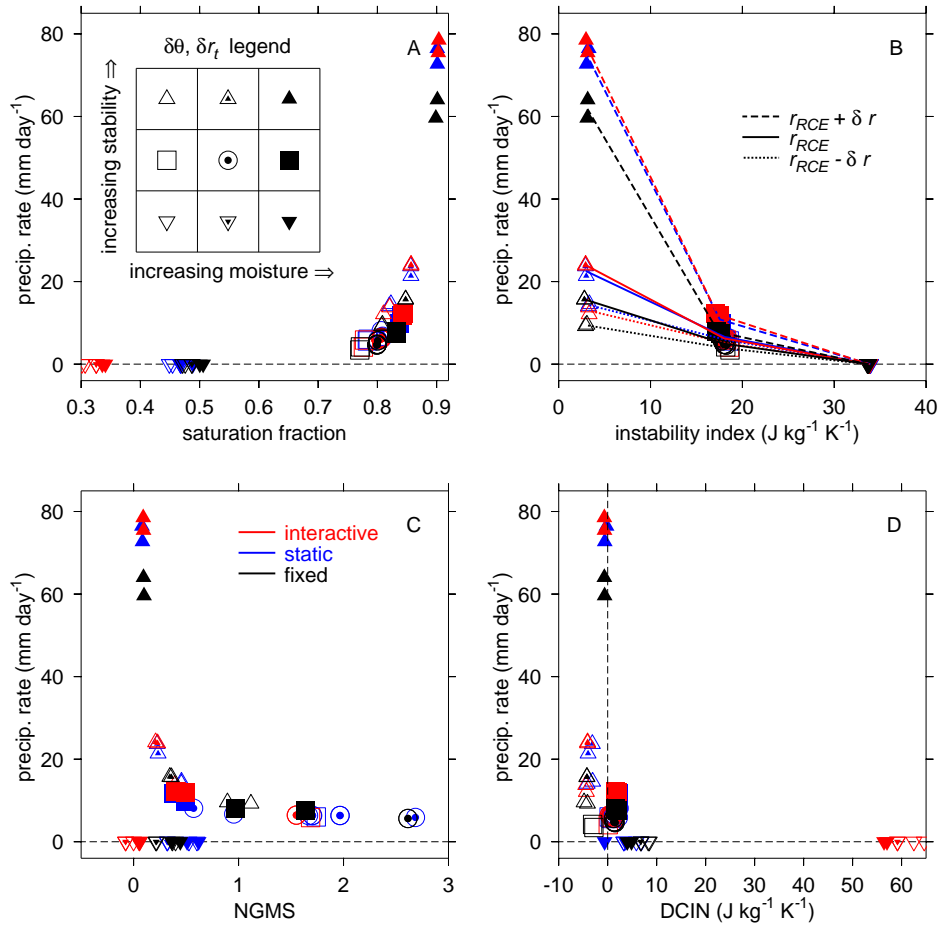 A
δθ, δr_t legend
increasing stability ⇒
increasing moisture ⇒
precip. rate (mm day⁻¹)
80
60
40
20
0
0.3 0.4 0.5 0.6 0.7 0.8 0.9
saturation fraction
B
r_RCE + δ r
r_RCE
r_RCE - δ r
precip. rate (mm day⁻¹)
80
60
40
20
0
0 10 20 30 40
instability index (J kg⁻¹ K⁻¹)
C
interactive
static
fixed
precip. rate (mm day⁻¹)
80
60
40
20
0
0 1 2 3
NGMS
D
precip. rate (mm day⁻¹)
80
60
40
20
0
-10 0 10 20 30 40 50 60
DCIN (J kg⁻¹ K⁻¹)